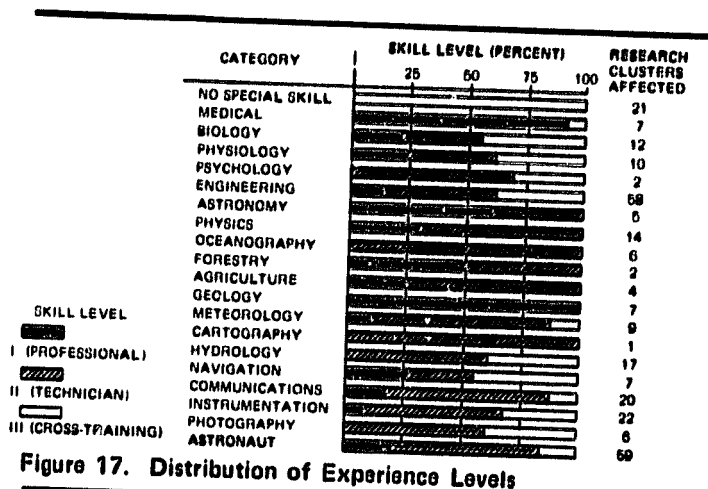 CATEGORY SKILL LEVEL (PERCENT) RESEARCH CLUSTERS AFFECTED
25 50 75 100
NO SPECIAL SKILL 21
MEDICAL 7
BIOLOGY 12
PHYSIOLOGY 10
PSYCHOLOGY 2
ENGINEERING
ASTRONOMY 5
PHYSICS 14
OCEANOGRAPHY 6
FORESTRY 2
AGRICULTURE 4
GEOLOGY 7
METEOROLOGY 9
CARTOGRAPHY 1
HYDROLOGY 17
NAVIGATION 7
COMMUNICATIONS 20
INSTRUMENTATION 22
PHOTOGRAPHY 6
ASTRONAUT 59
SKILL LEVEL
I (PROFESSIONAL)
II (TECHNICIAN)
III (CROSS-TRAINING)
Figure 17. Distribution of Experience Levels